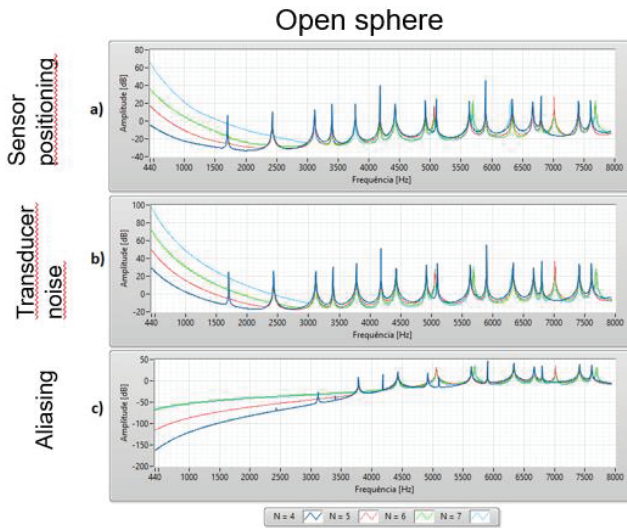 Open sphere
Sensor positioning
a)
Amplitude [dB]
80
60
40
20
0
-20
-40
440 1000 1500 2000 2500 3000 3500 4000 4500 5000 5500 6000 6500 7000 7500 8000
Frequência [Hz]
Transducer noise
b)
Amplitude [dB]
100
80
60
40
20
0
-20
440 1000 1500 2000 2500 3000 3500 4000 4500 5000 5500 6000 6500 7000 7500 8000
Frequência [Hz]
Aliasing
c)
Amplitude [dB]
50
0
-50
-100
-150
-200
440 1000 1500 2000 2500 3000 3500 4000 4500 5000 5500 6000 6500 7000 7500 8000
Frequência [Hz]
N = 4 N = 5 N = 6 N = 7